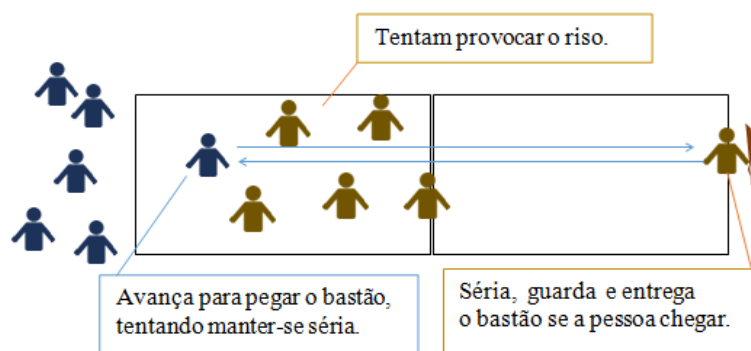 Tentam provocar o riso.
Avança para pegar o bastão,
tentando manter-se séria.
Séria, guarda e entrega
o bastão se a pessoa chegar.